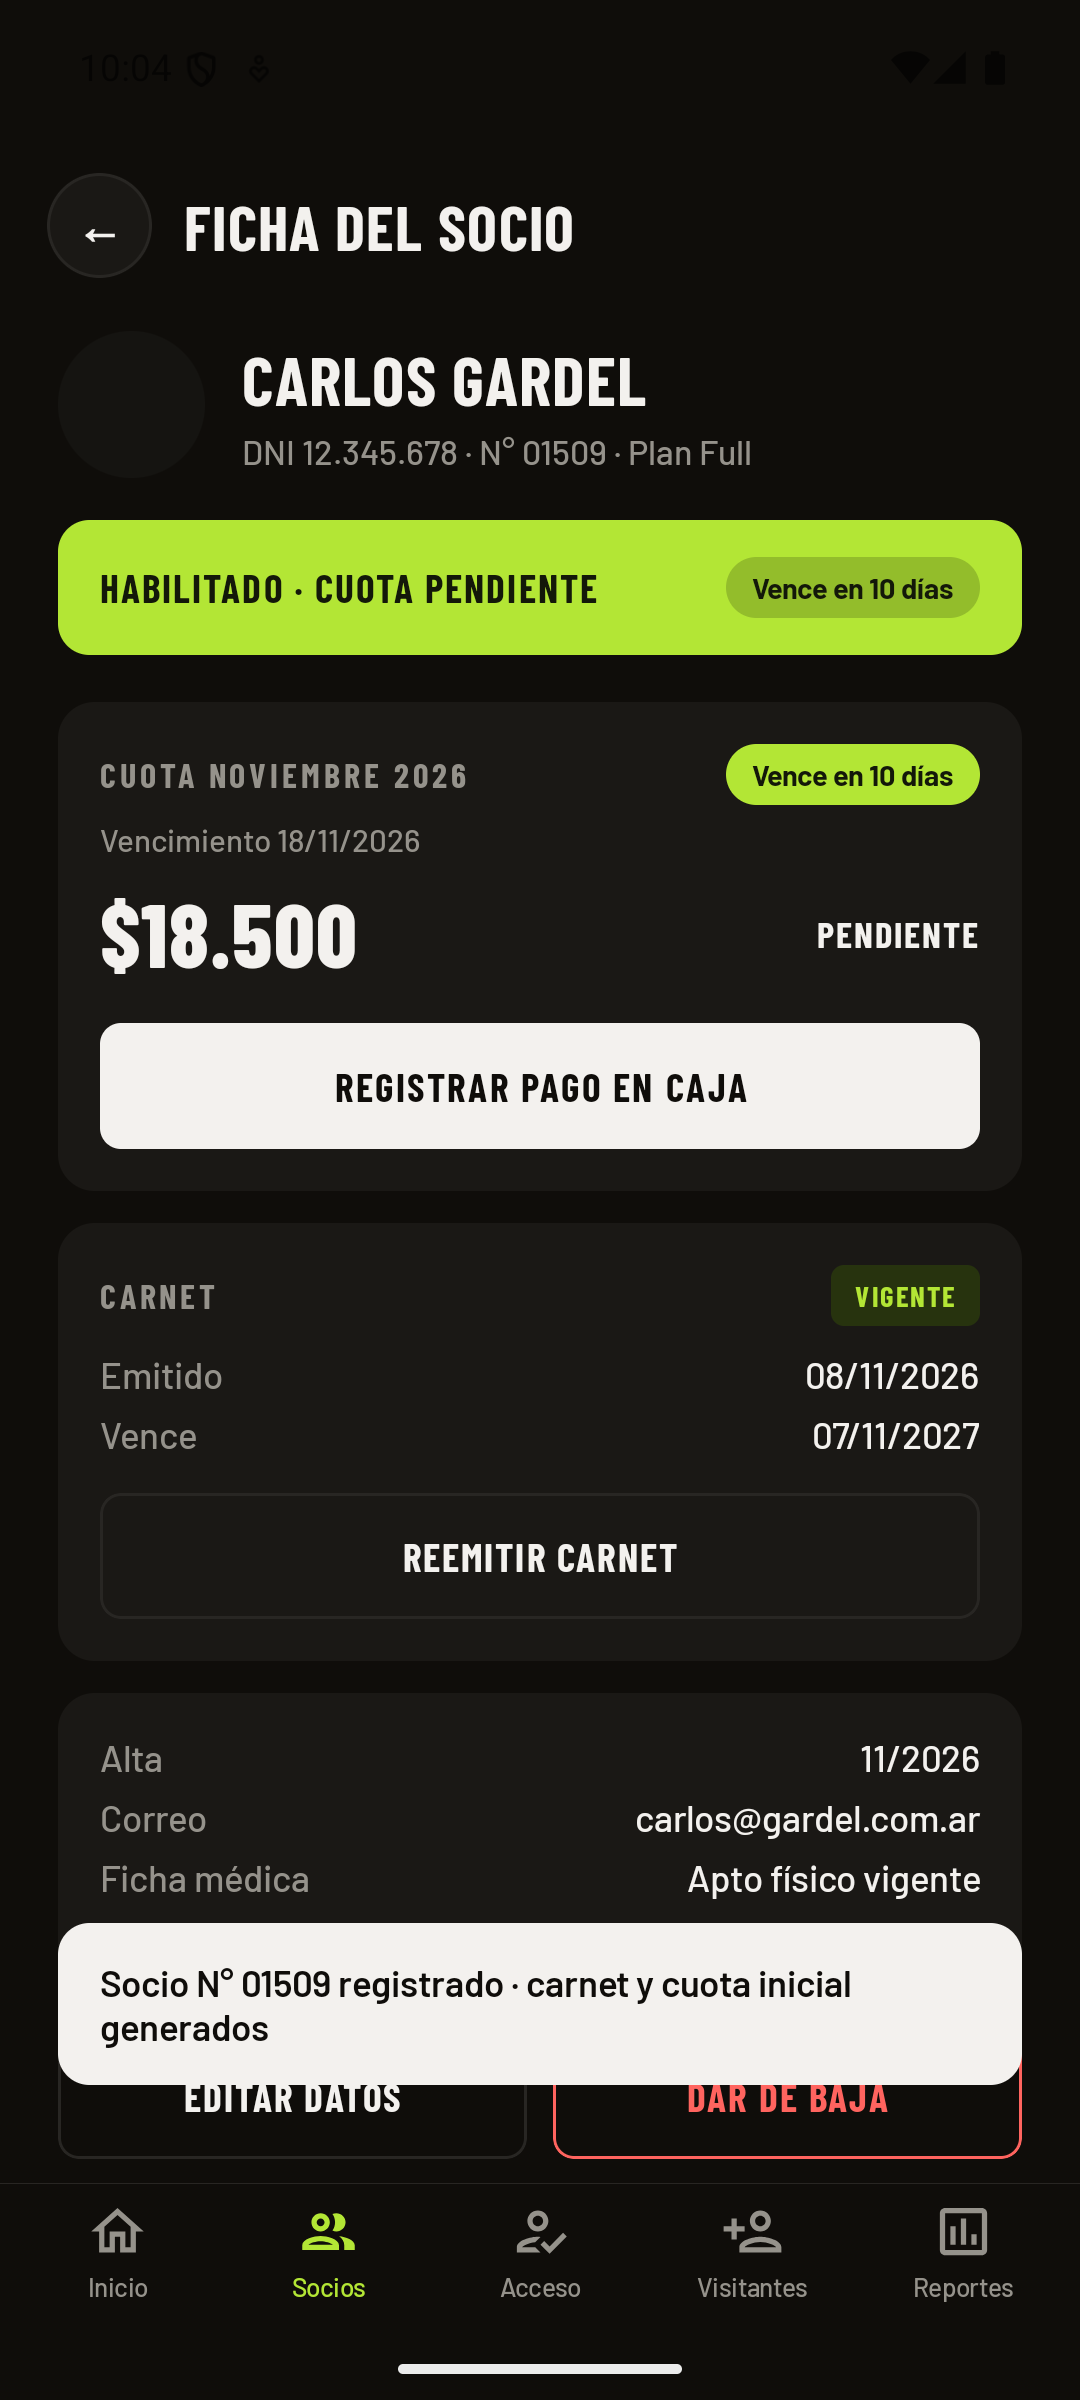 10:04
←
FICHA DEL SOCIO
CARLOS GARDEL
DNI 12.345.678 · N° 01509 · Plan Full
HABILITADO · CUOTA PENDIENTE
Vence en 10 días
CUOTA NOVIEMBRE 2026
Vence en 10 días
Vencimiento 18/11/2026
$18.500
PENDIENTE
REGISTRAR PAGO EN CAJA
CARNET
VIGENTE
Emitido 08/11/2026
Vence 07/11/2027
REEMITIR CARNET
Alta 11/2026
Correo carlos@gardel.com.ar
Ficha médica Apto físico vigente
Socio N° 01509 registrado · carnet y cuota inicial
generados
EDITAR DATOS
DAR DE BAJA
Inicio
Socios
Acceso
Visitantes
Reportes